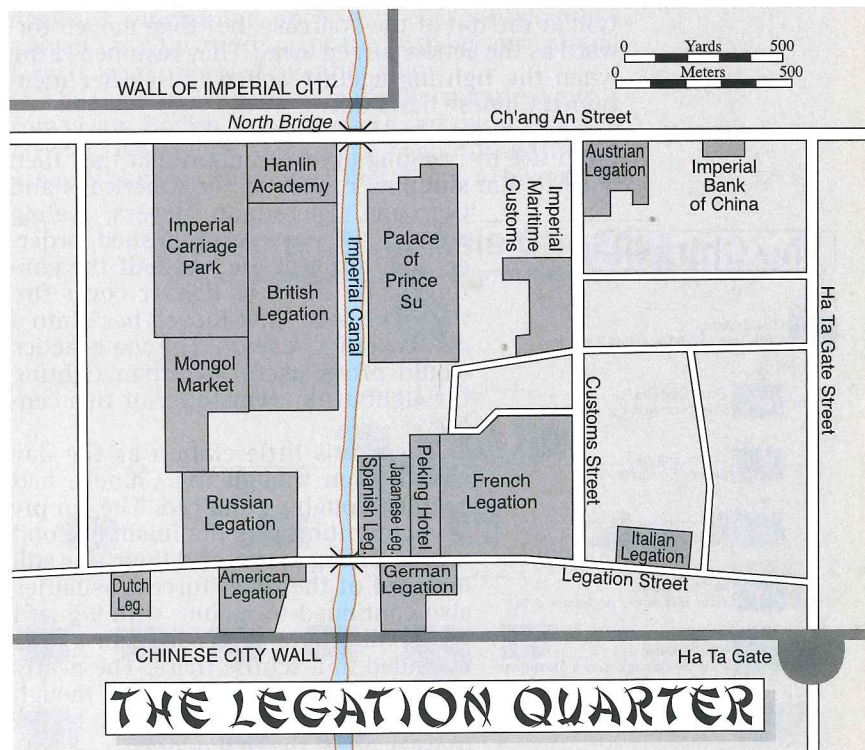 0 Yards 500
0 Meters 500
WALL OF IMPERIAL CITY
North Bridge
Ch'ang An Street
Hanlin
Academy
Imperial
Carriage
Park
British
Legation
Mongol
Market
Imperial Canal
Palace
of
Prince
Su
Imperial
Maritime
Customs
Austrian
Legation
Imperial
Bank
of China
Ha Ta Gate Street
Customs Street
Russian
Legation
Spanish Leg.
Japanese Leg.
Peking Hotel
French
Legation
Italian
Legation
Legation Street
Dutch
Leg.
American
Legation
German
Legation
CHINESE CITY WALL
Ha Ta Gate
THE LEGATION QUARTER